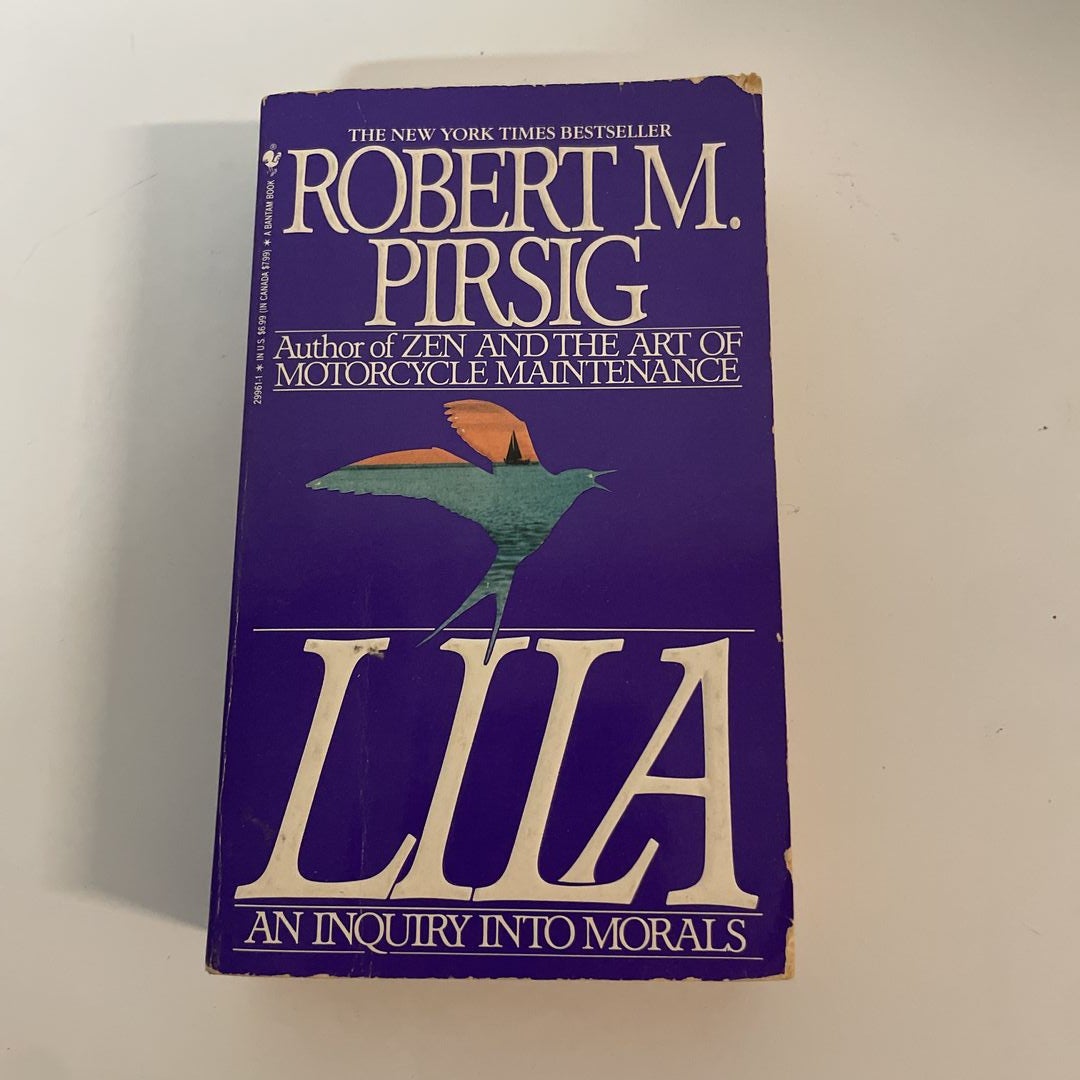 THE NEW YORK TIMES BESTSELLER
ROBERT M.
PIRSIG
Author of ZEN AND THE ART OF
MOTORCYCLE MAINTENANCE
LILA
AN INQUIRY INTO MORALS
29961-1 * IN U.S. $6.99 (IN CANADA $7.99) * A BANTAM BOOK ®